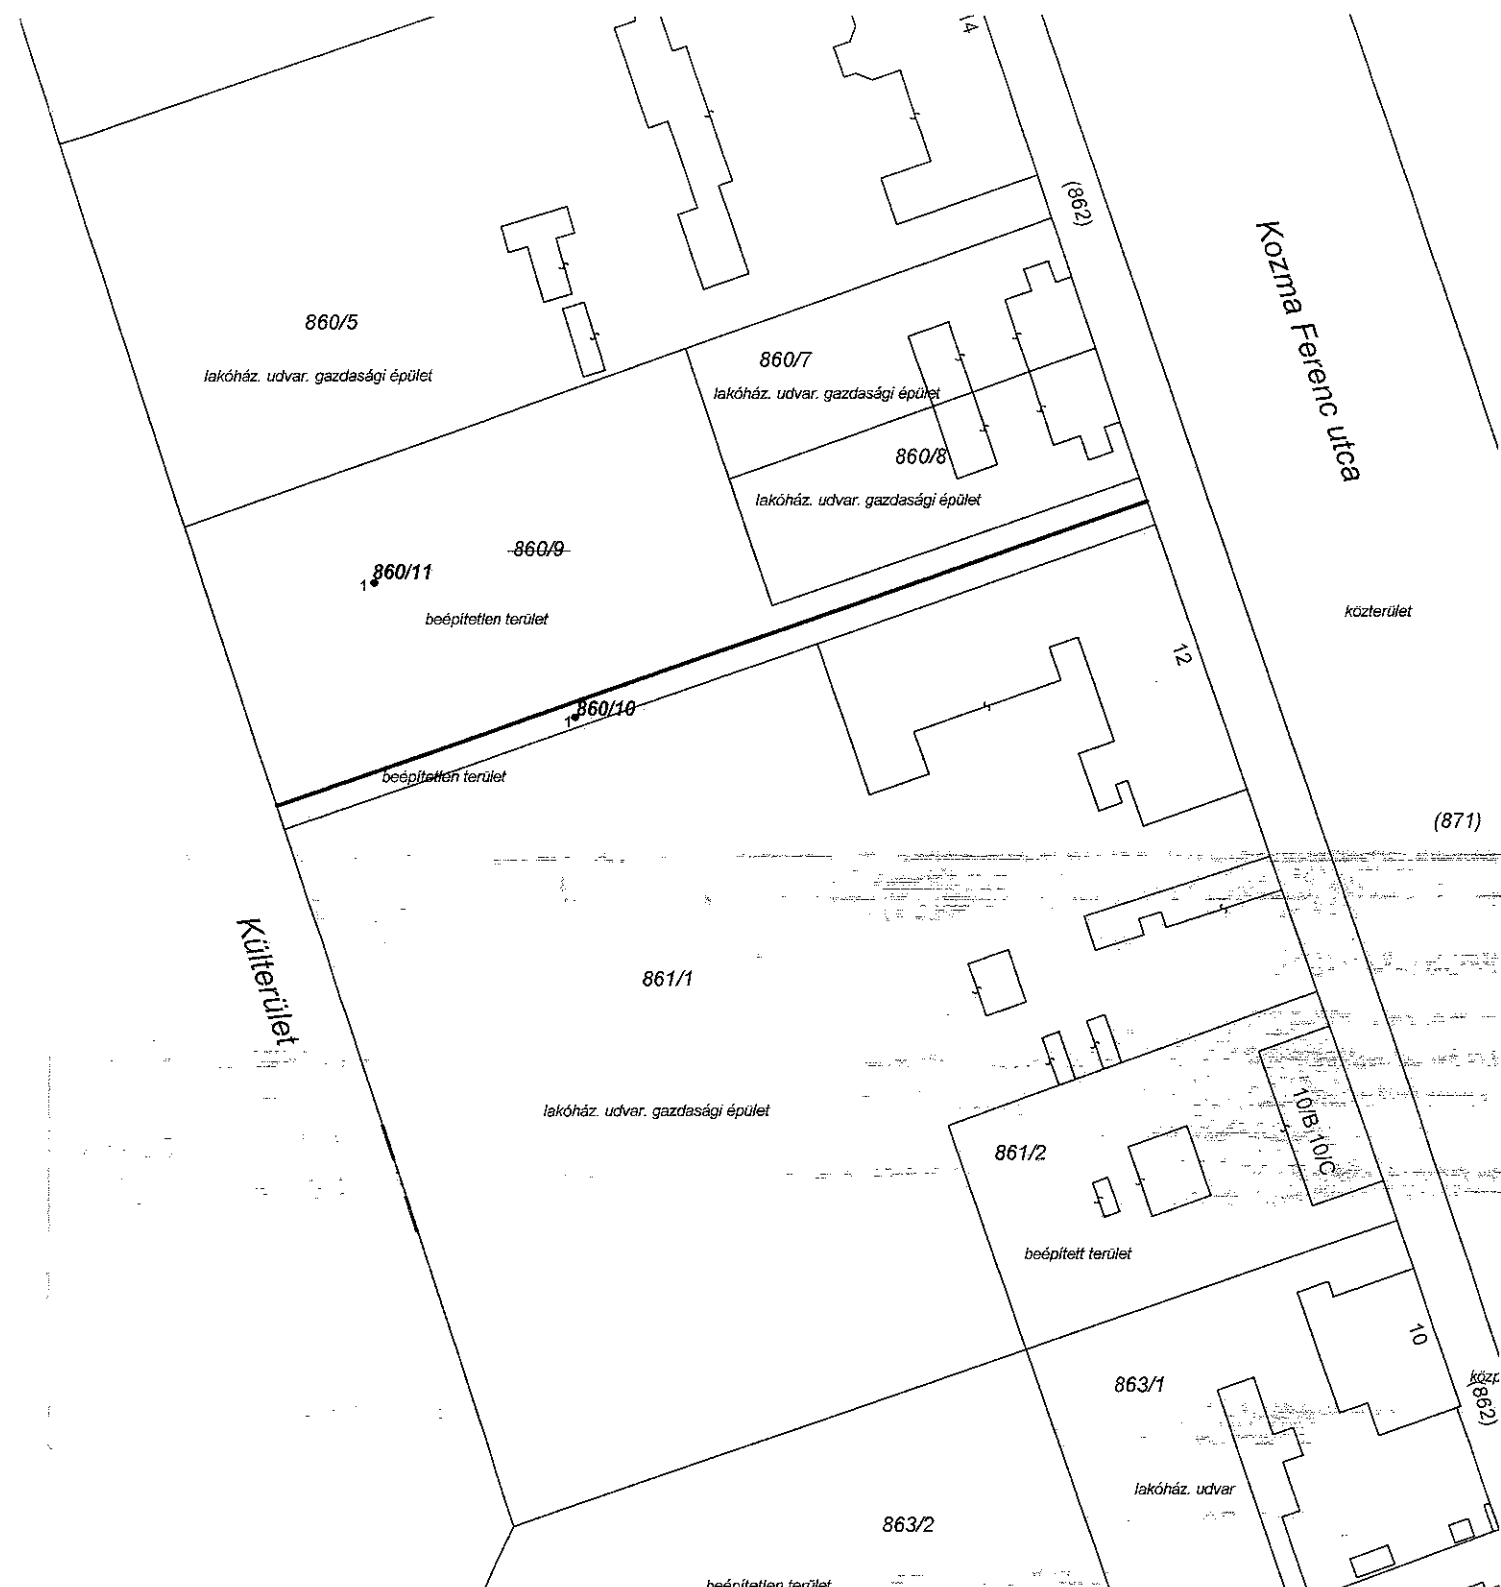 14
(862)
Kozma Ferenc utca
860/5
lakóház. udvar. gazdasági épület
860/7
lakóház. udvar. gazdasági épület
860/8
lakóház. udvar. gazdasági épület
860/9
860/11
1
beépítetlen terület
közterület
12
860/10
1
beépítetlen terület
(871)
Külterület
861/1
lakóház. udvar. gazdasági épület
10/B, 10/C
861/2
beépített terület
10
863/1
közp
(862)
lakóház. udvar
863/2
beépítetlen terület